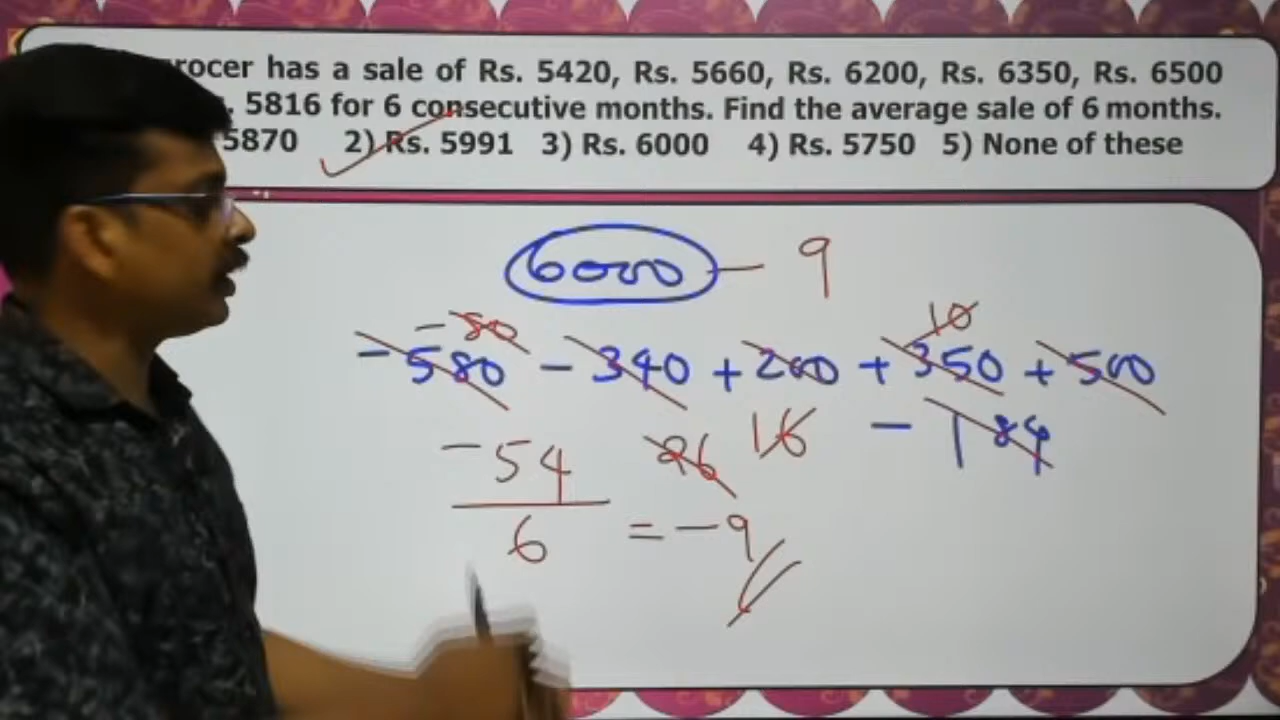 rocer has a sale of Rs. 5420, Rs. 5660, Rs. 6200, Rs. 6350, Rs. 6500
. 5816 for 6 consecutive months. Find the average sale of 6 months.
5870 2) Rs. 5991 3) Rs. 6000 4) Rs. 5750 5) None of these
6000 - 9
- 50 10
- 580 - 340 + 200 + 350 + 500
- 54 26 16 - 184
6 = - 9